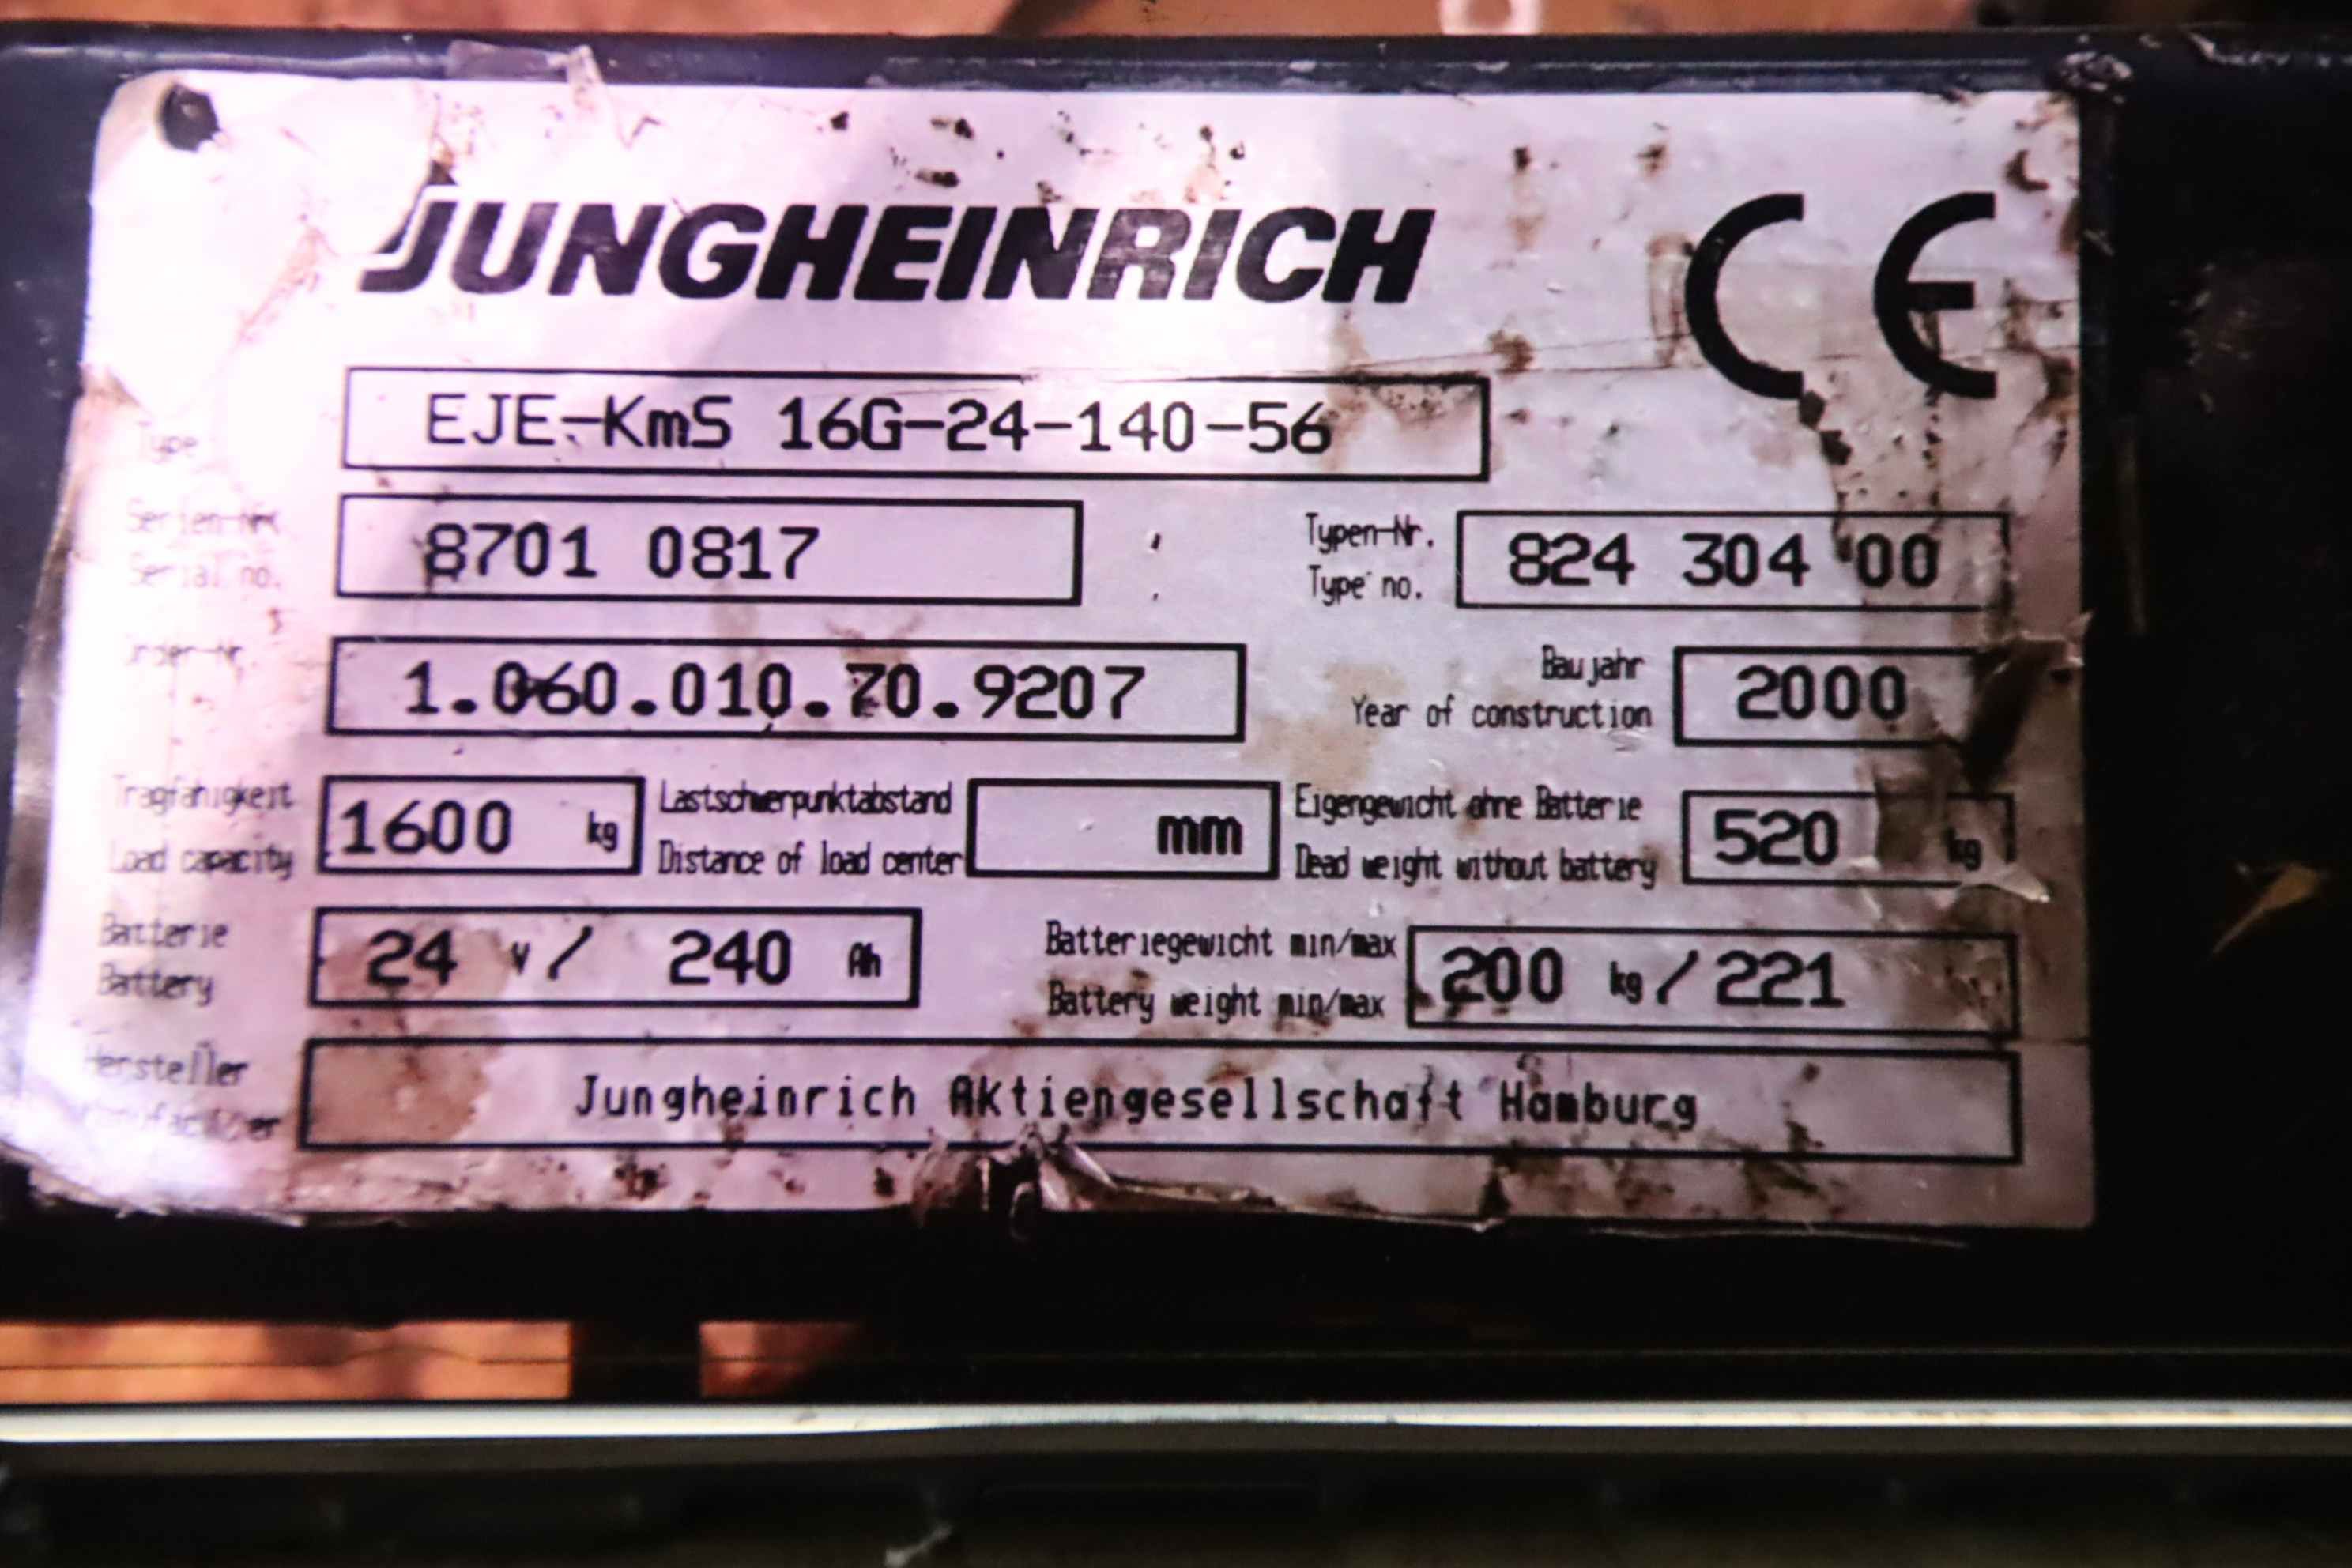 JUNGHEINRICH CE
Type EJE-KmS 16G-24-140-56
Serien-Nr. Typen-Nr.
8701 0817 824 304 00
Serial no. Type no.
Order-Nr. 1.060.010.70.9207 Baujahr
Year of construction 2000
Tragfähigkeit Lastschwerpunktabstand Eigengewicht ohne Batterie
1600 kg mm 520 kg
Load capacity Distance of load center Dead weight without battery
Batterie Batteriegewicht min/max
24 V / 240 Ah 200 kg / 221
Battery Battery weight min/max
Hersteller
Jungheinrich Aktiengesellschaft Hamburg
Manufacturer